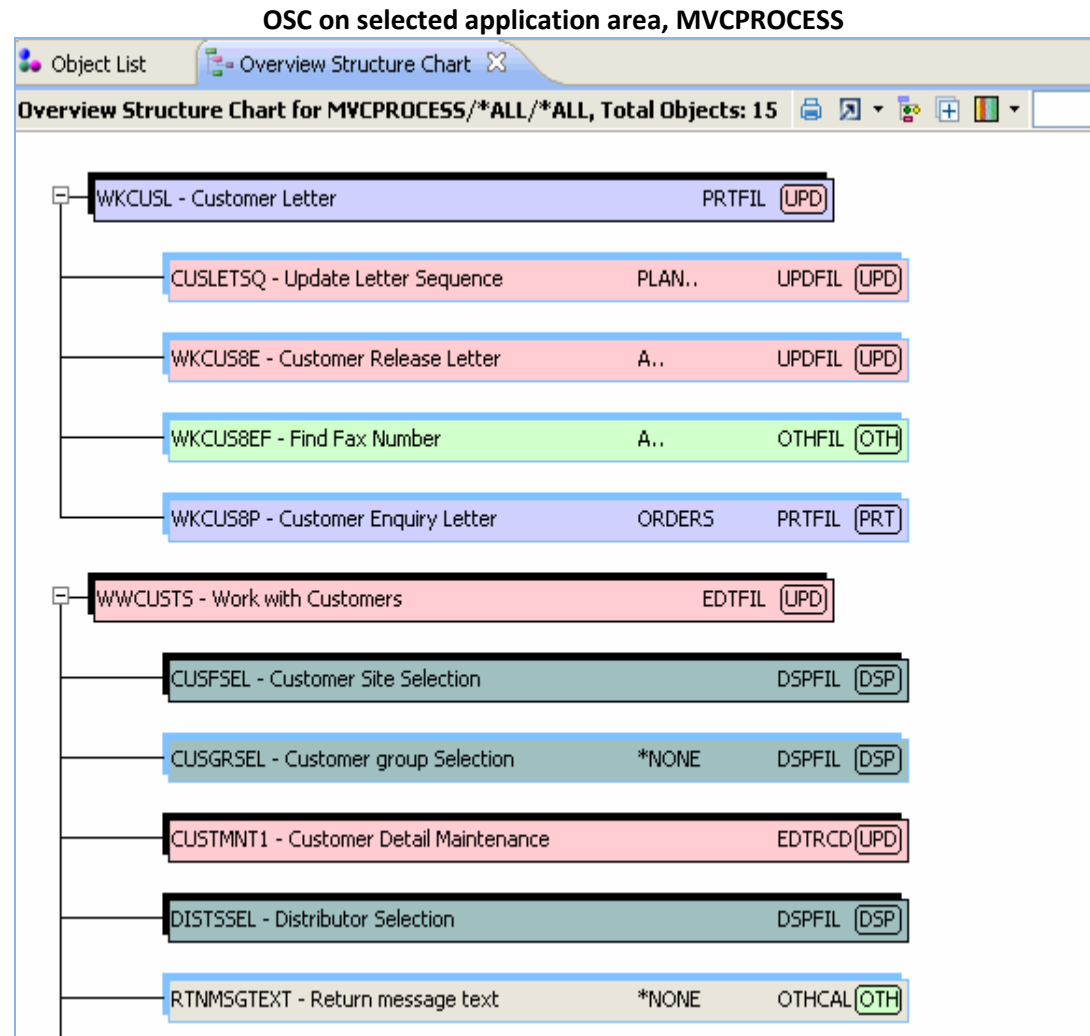 OSC on selected application area, MVCPROCESS
Object List Overview Structure Chart
Overview Structure Chart for MVCPROCESS/*ALL/*ALL, Total Objects: 15
WKCUSL - Customer Letter PRTFIL UPD
CUSLETSQ - Update Letter Sequence PLAN.. UPDFIL UPD
WKCUS8E - Customer Release Letter A.. UPDFIL UPD
WKCUS8EF - Find Fax Number A.. OTHFIL OTH
WKCUS8P - Customer Enquiry Letter ORDERS PRTFIL PRT
WWCUSTS - Work with Customers EDTFIL UPD
CUSFSEL - Customer Site Selection DSPFIL DSP
CUSGRSEL - Customer group Selection *NONE DSPFIL DSP
CUSTMNT1 - Customer Detail Maintenance EDTRCD UPD
DISTSSEL - Distributor Selection DSPFIL DSP
RTNMSGTEXT - Return message text *NONE OTHCAL OTH